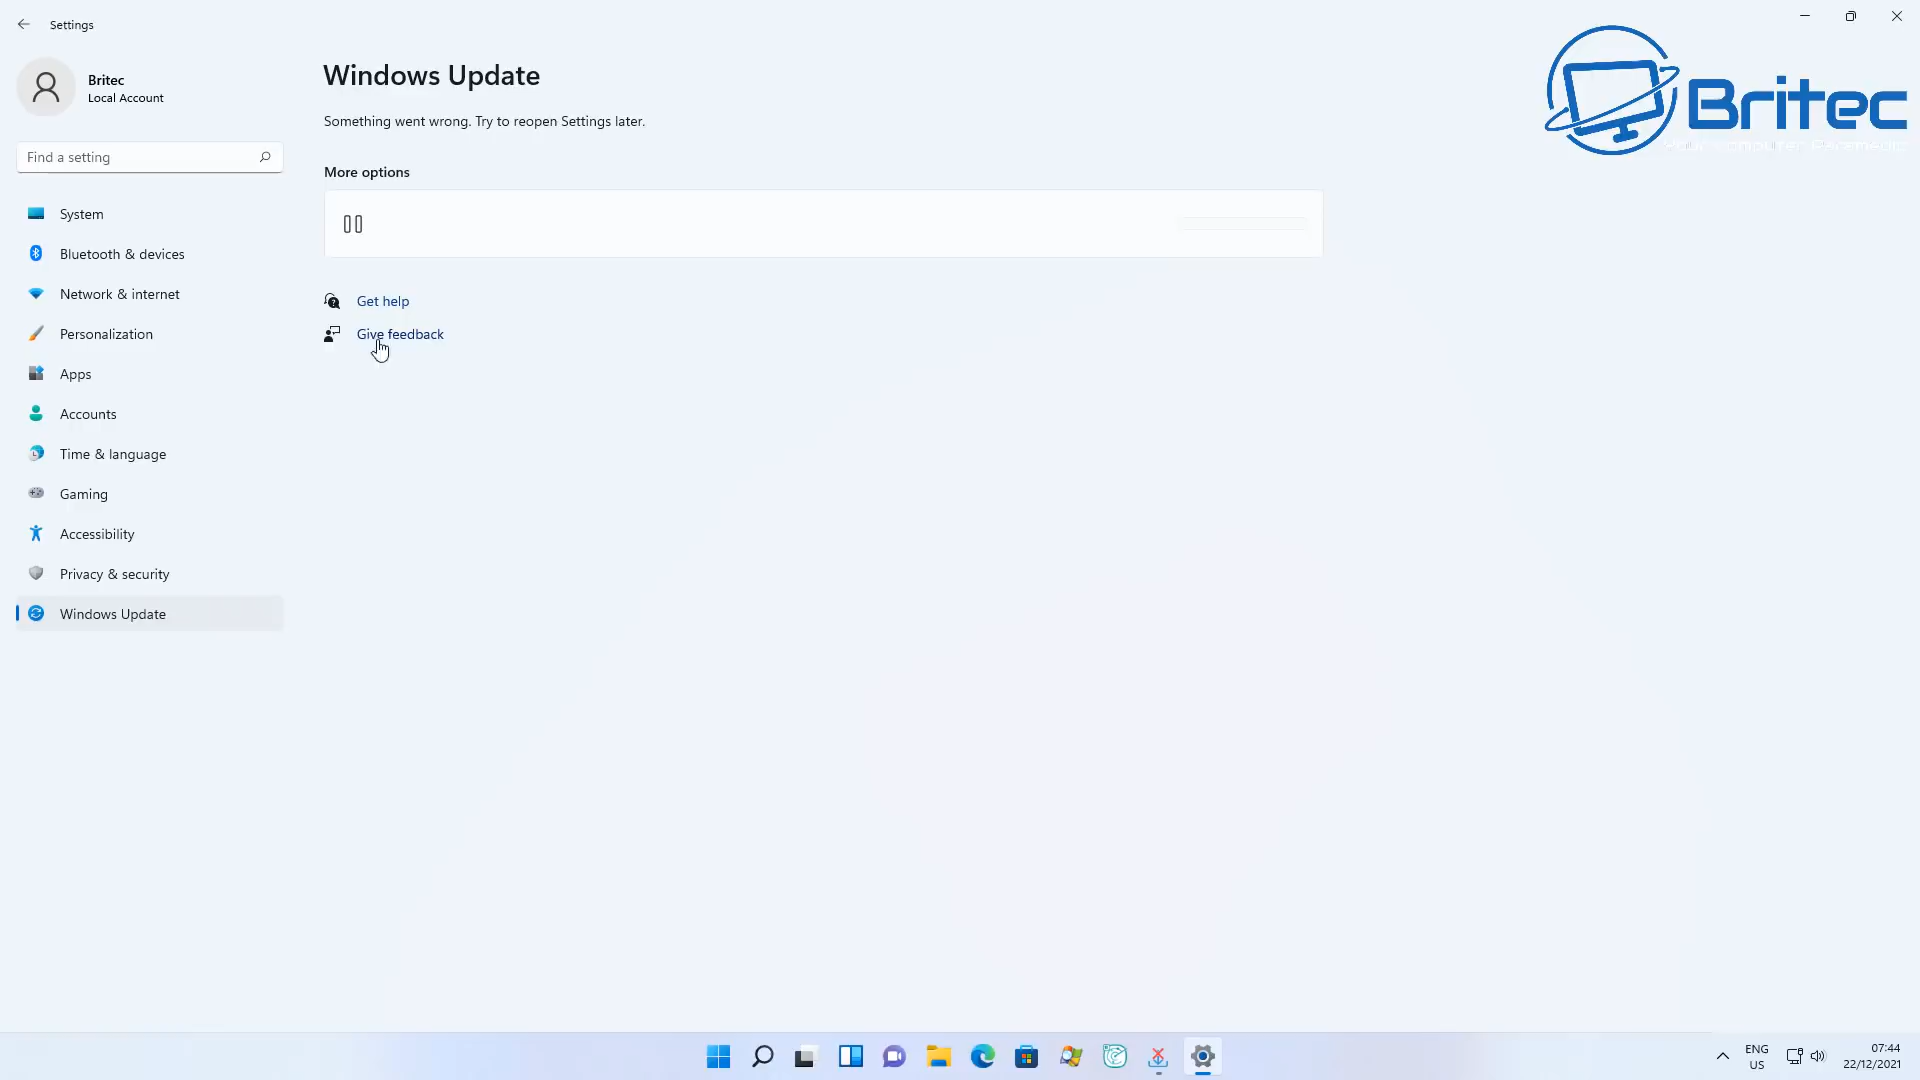 Settings
Britec
Local Account
Find a setting
System
Bluetooth & devices
Network & internet
Personalization
Apps
Accounts
Time & language
Gaming
Accessibility
Privacy & security
Windows Update
Windows Update
Something went wrong. Try to reopen Settings later.
More options
Get help
Give feedback
Britec
ENG
US
07:44
22/12/2021